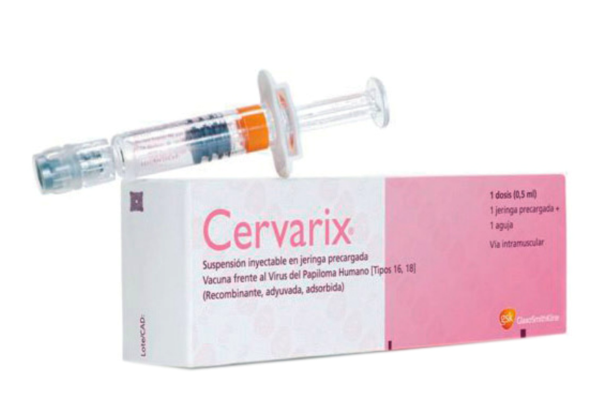 Cervarix®
Suspensión inyectable en jeringa precargada
Vacuna frente al Virus del Papiloma Humano [Tipos 16, 18]
(Recombinante, adyuvada, adsorbida)
1 dosis (0,5 ml)
1 jeringa precargada +
1 aguja
Vía intramuscular
gsk GlaxoSmithKline
Lote/CAD: